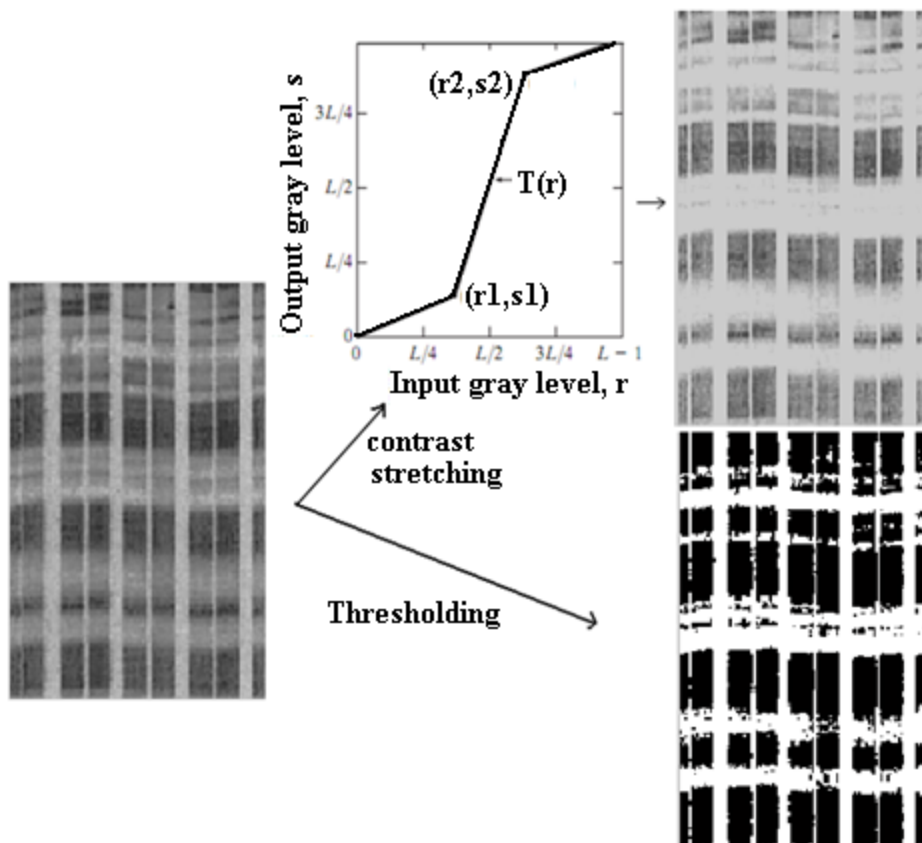 Output gray level, s
(r2,s2)
3L/4
L/2
T(r)
L/4
(r1,s1)
0
0 L/4 L/2 3L/4 L − 1
Input gray level, r
contrast
stretching
Thresholding